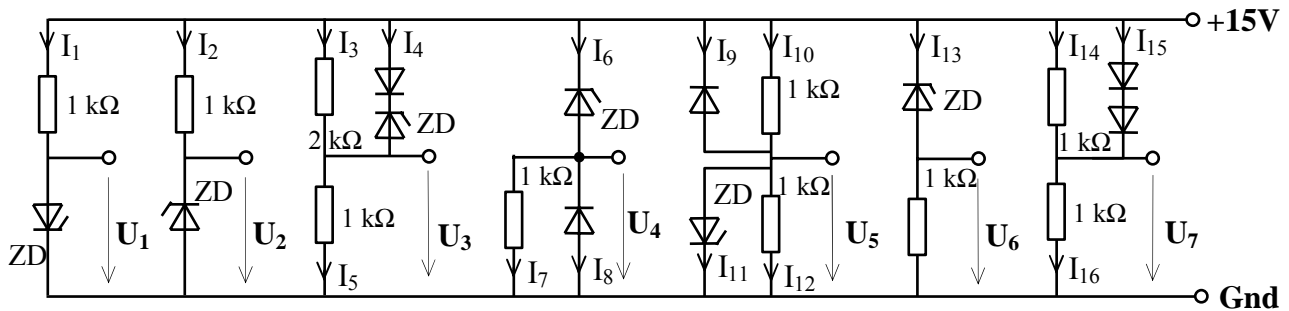 +15V
I1 I2 I3 I4 I6 I9 I10 I13 I14 I15
1 kΩ 1 kΩ 1 kΩ
ZD ZD
2 kΩ 1 kΩ
ZD 1 kΩ ZD 1 kΩ
1 kΩ 1 kΩ 1 kΩ
U1 U2 U3 U4 U5 U6 U7
ZD
I5 I7 I8 I11 I12 I16
Gnd